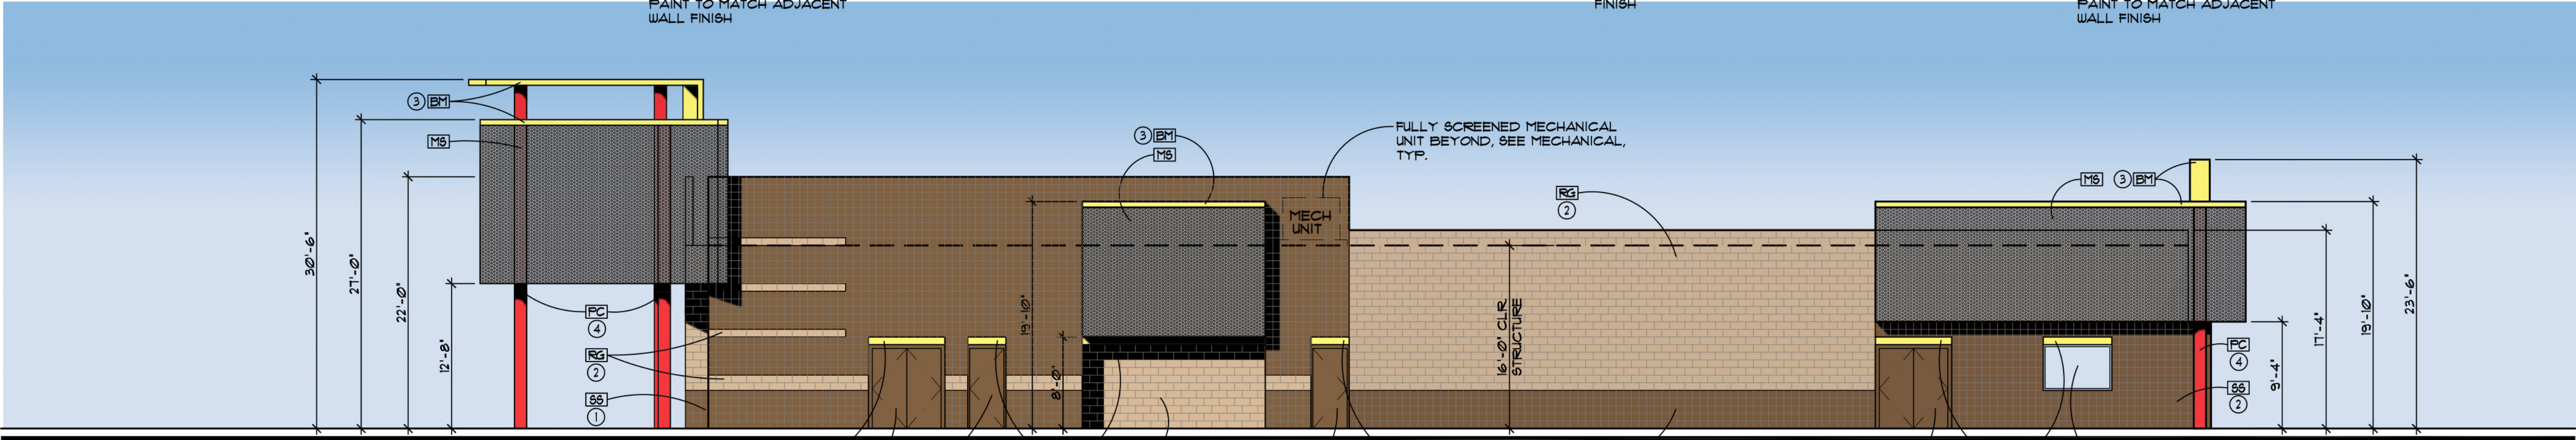 PAINT TO MATCH ADJACENT
WALL FINISH
FINISH
PAINT TO MATCH ADJACENT
WALL FINISH
3 BM
MS
30'-6"
27'-0"
22'-0"
12'-8"
PC
4
RG
2
SS
1
3 BM
MS
FULLY SCREENED MECHANICAL
UNIT BEYOND, SEE MECHANICAL,
TYP.
MECH
UNIT
19'-10"
8'-0"
RG
2
16'-0" CLR
STRUCTURE
MS 3 BM
PC
4
SS
2
9'-4"
17'-4"
19'-10"
23'-6"